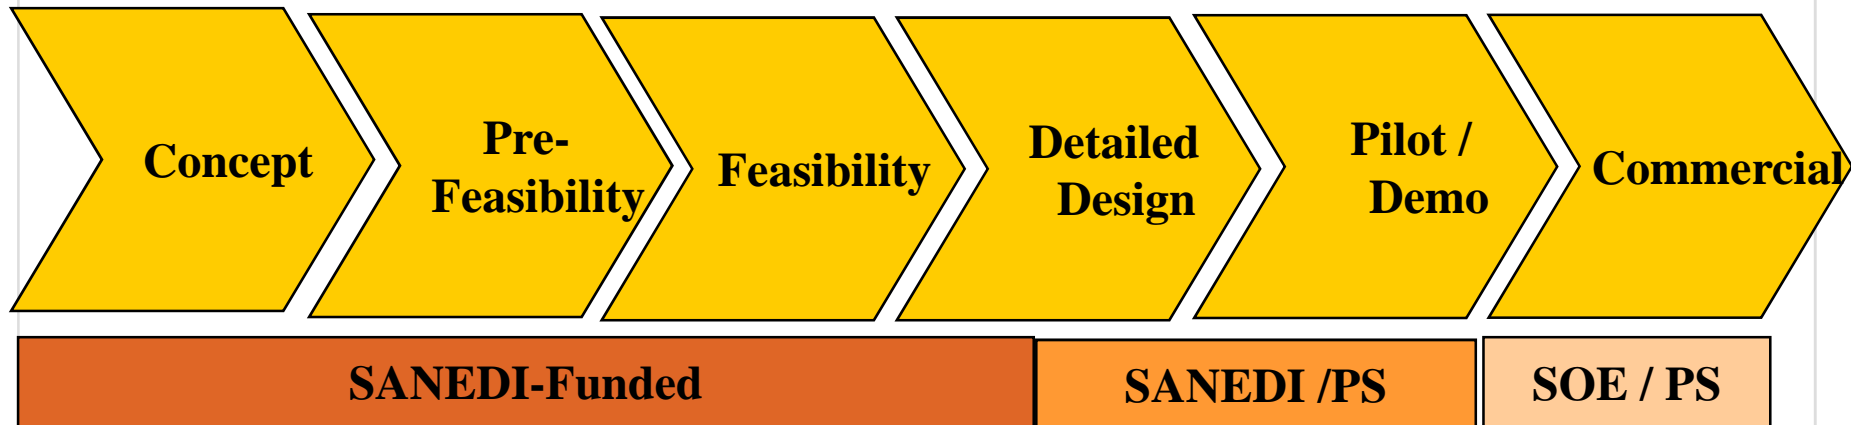 Concept
Pre-
Feasibility
Feasibility
Detailed
Design
Pilot /
Demo
Commercial
SANEDI-Funded
SANEDI /PS
SOE / PS